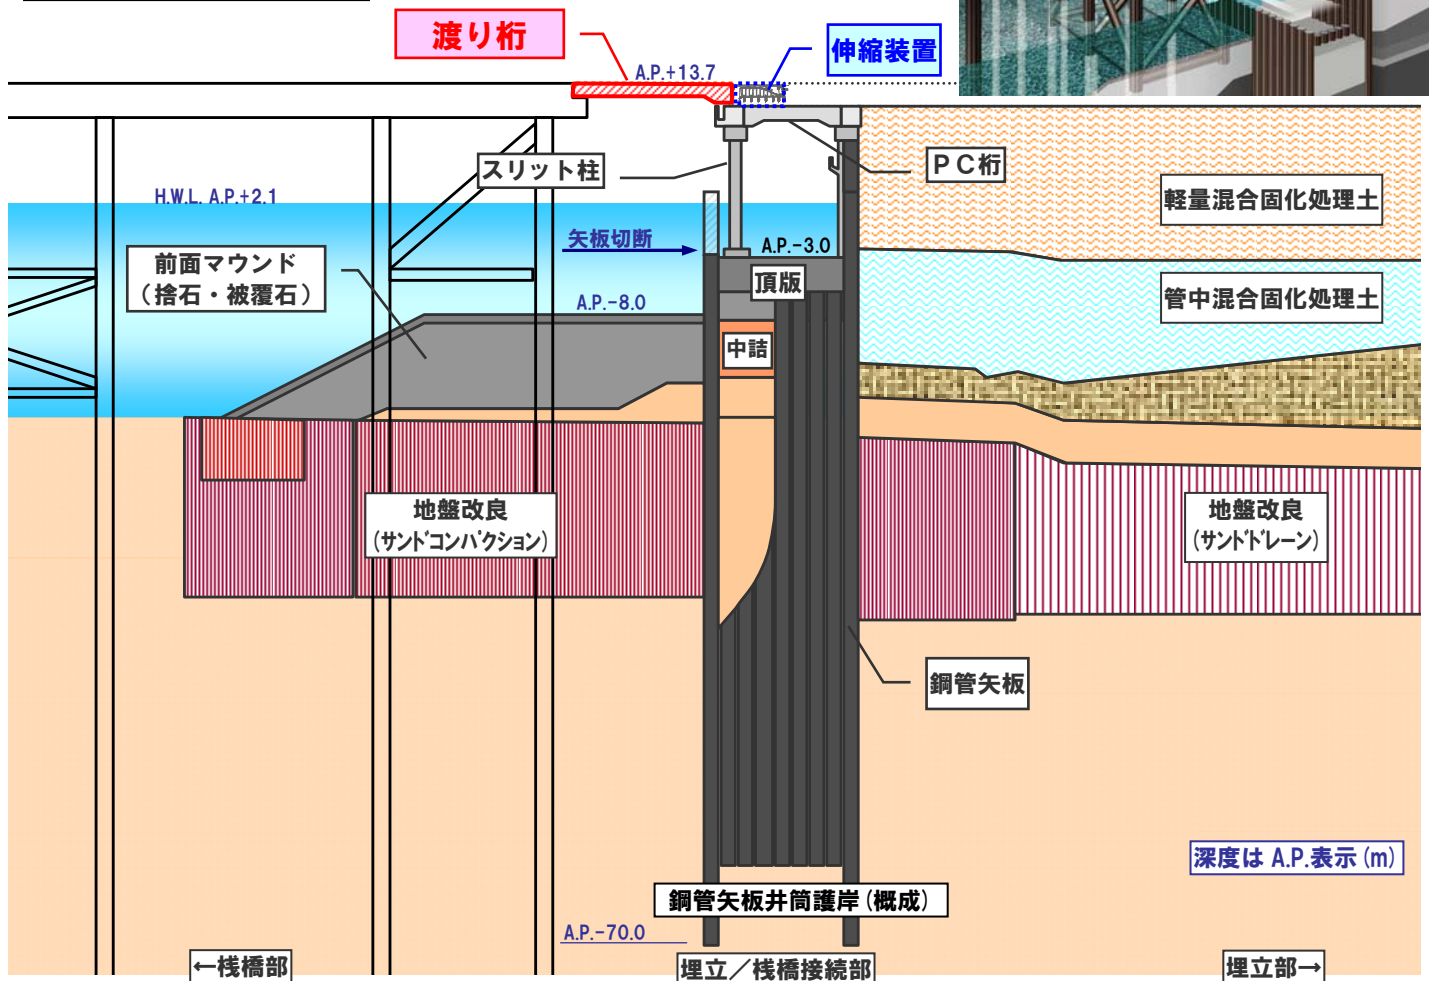 渡り桁
伸縮装置
A.P.+13.7
スリット柱
ＰＣ桁
H.W.L. A.P.+2.1
軽量混合固化処理土
矢板切断
A.P.-3.0
前面マウンド
（捨石・被覆石）
頂版
管中混合固化処理土
A.P.-8.0
中詰
地盤改良
(サンドコンパクション)
地盤改良
(サンドドレーン)
鋼管矢板
深度は A.P.表示(m)
鋼管矢板井筒護岸(概成)
A.P.-70.0
←桟橋部
埋立／桟橋接続部
埋立部→